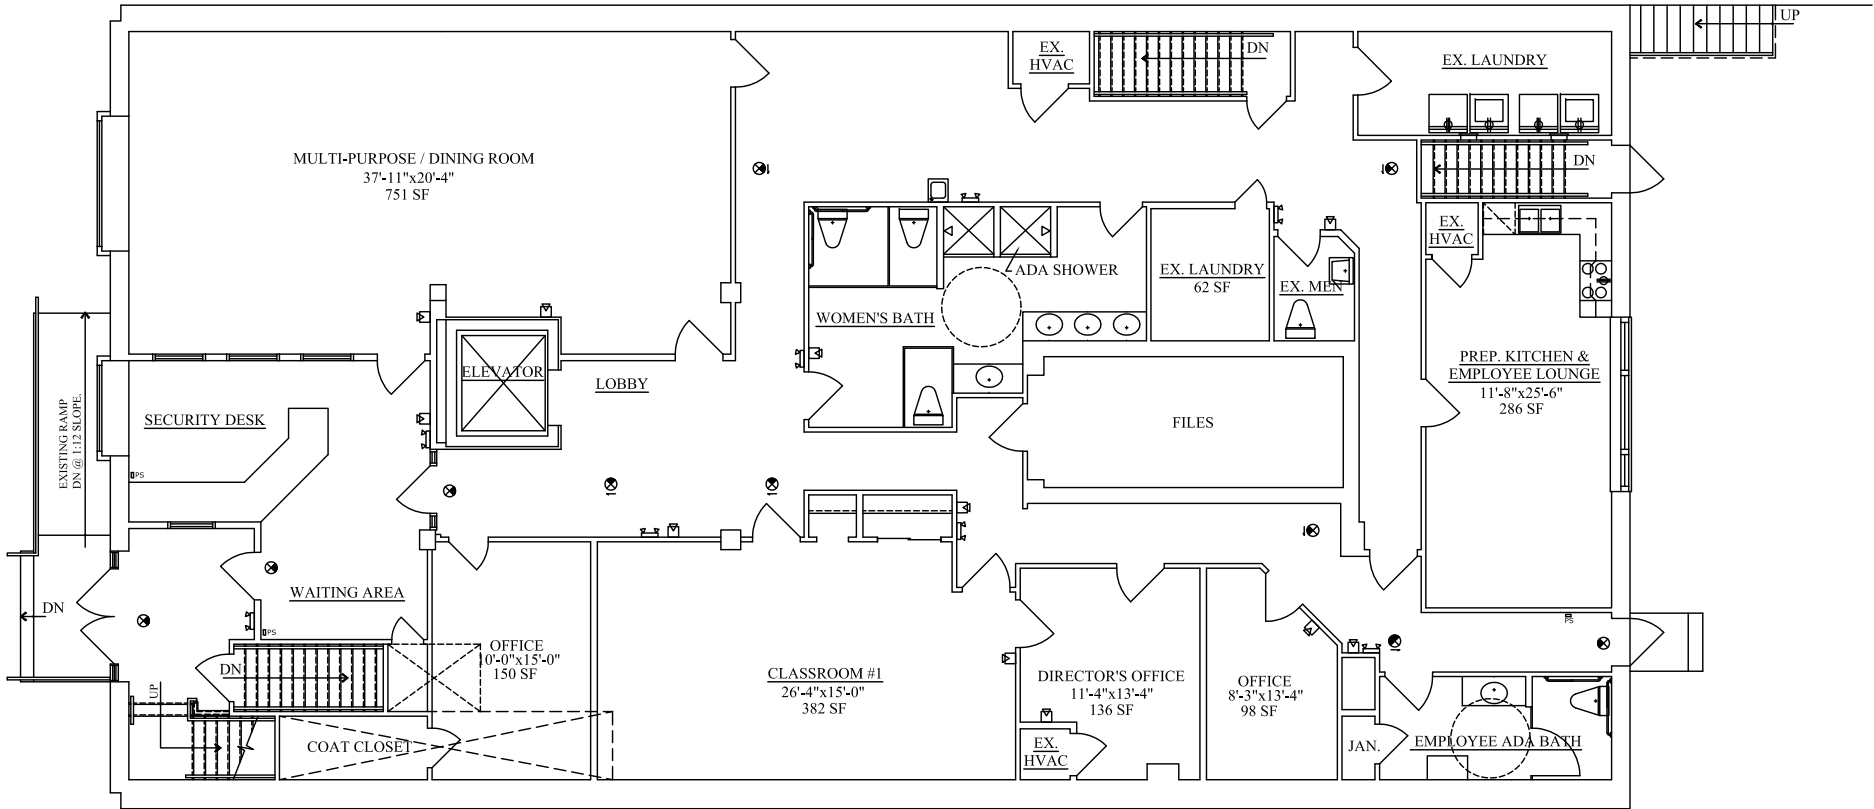 UP
EX.
HVAC
DN
EX. LAUNDRY
MULTI-PURPOSE / DINING ROOM
37'-11"x20'-4"
751 SF
DN
EX.
HVAC
ADA SHOWER
EX. LAUNDRY
62 SF
EX. MEN
WOMEN'S BATH
ELEVATOR
LOBBY
PREP. KITCHEN &
EMPLOYEE LOUNGE
11'-8"x25'-6"
286 SF
SECURITY DESK
FILES
EXISTING RAMP
DN @ 1:12 SLOPE.
PS
WAITING AREA
DN
PS
PS
OFFICE
10'-0"x15'-0"
150 SF
DN
CLASSROOM #1
26'-4"x15'-0"
382 SF
DIRECTOR'S OFFICE
11'-4"x13'-4"
136 SF
OFFICE
8'-3"x13'-4"
98 SF
UP
COAT CLOSET
EX.
HVAC
JAN.
EMPLOYEE ADA BATH